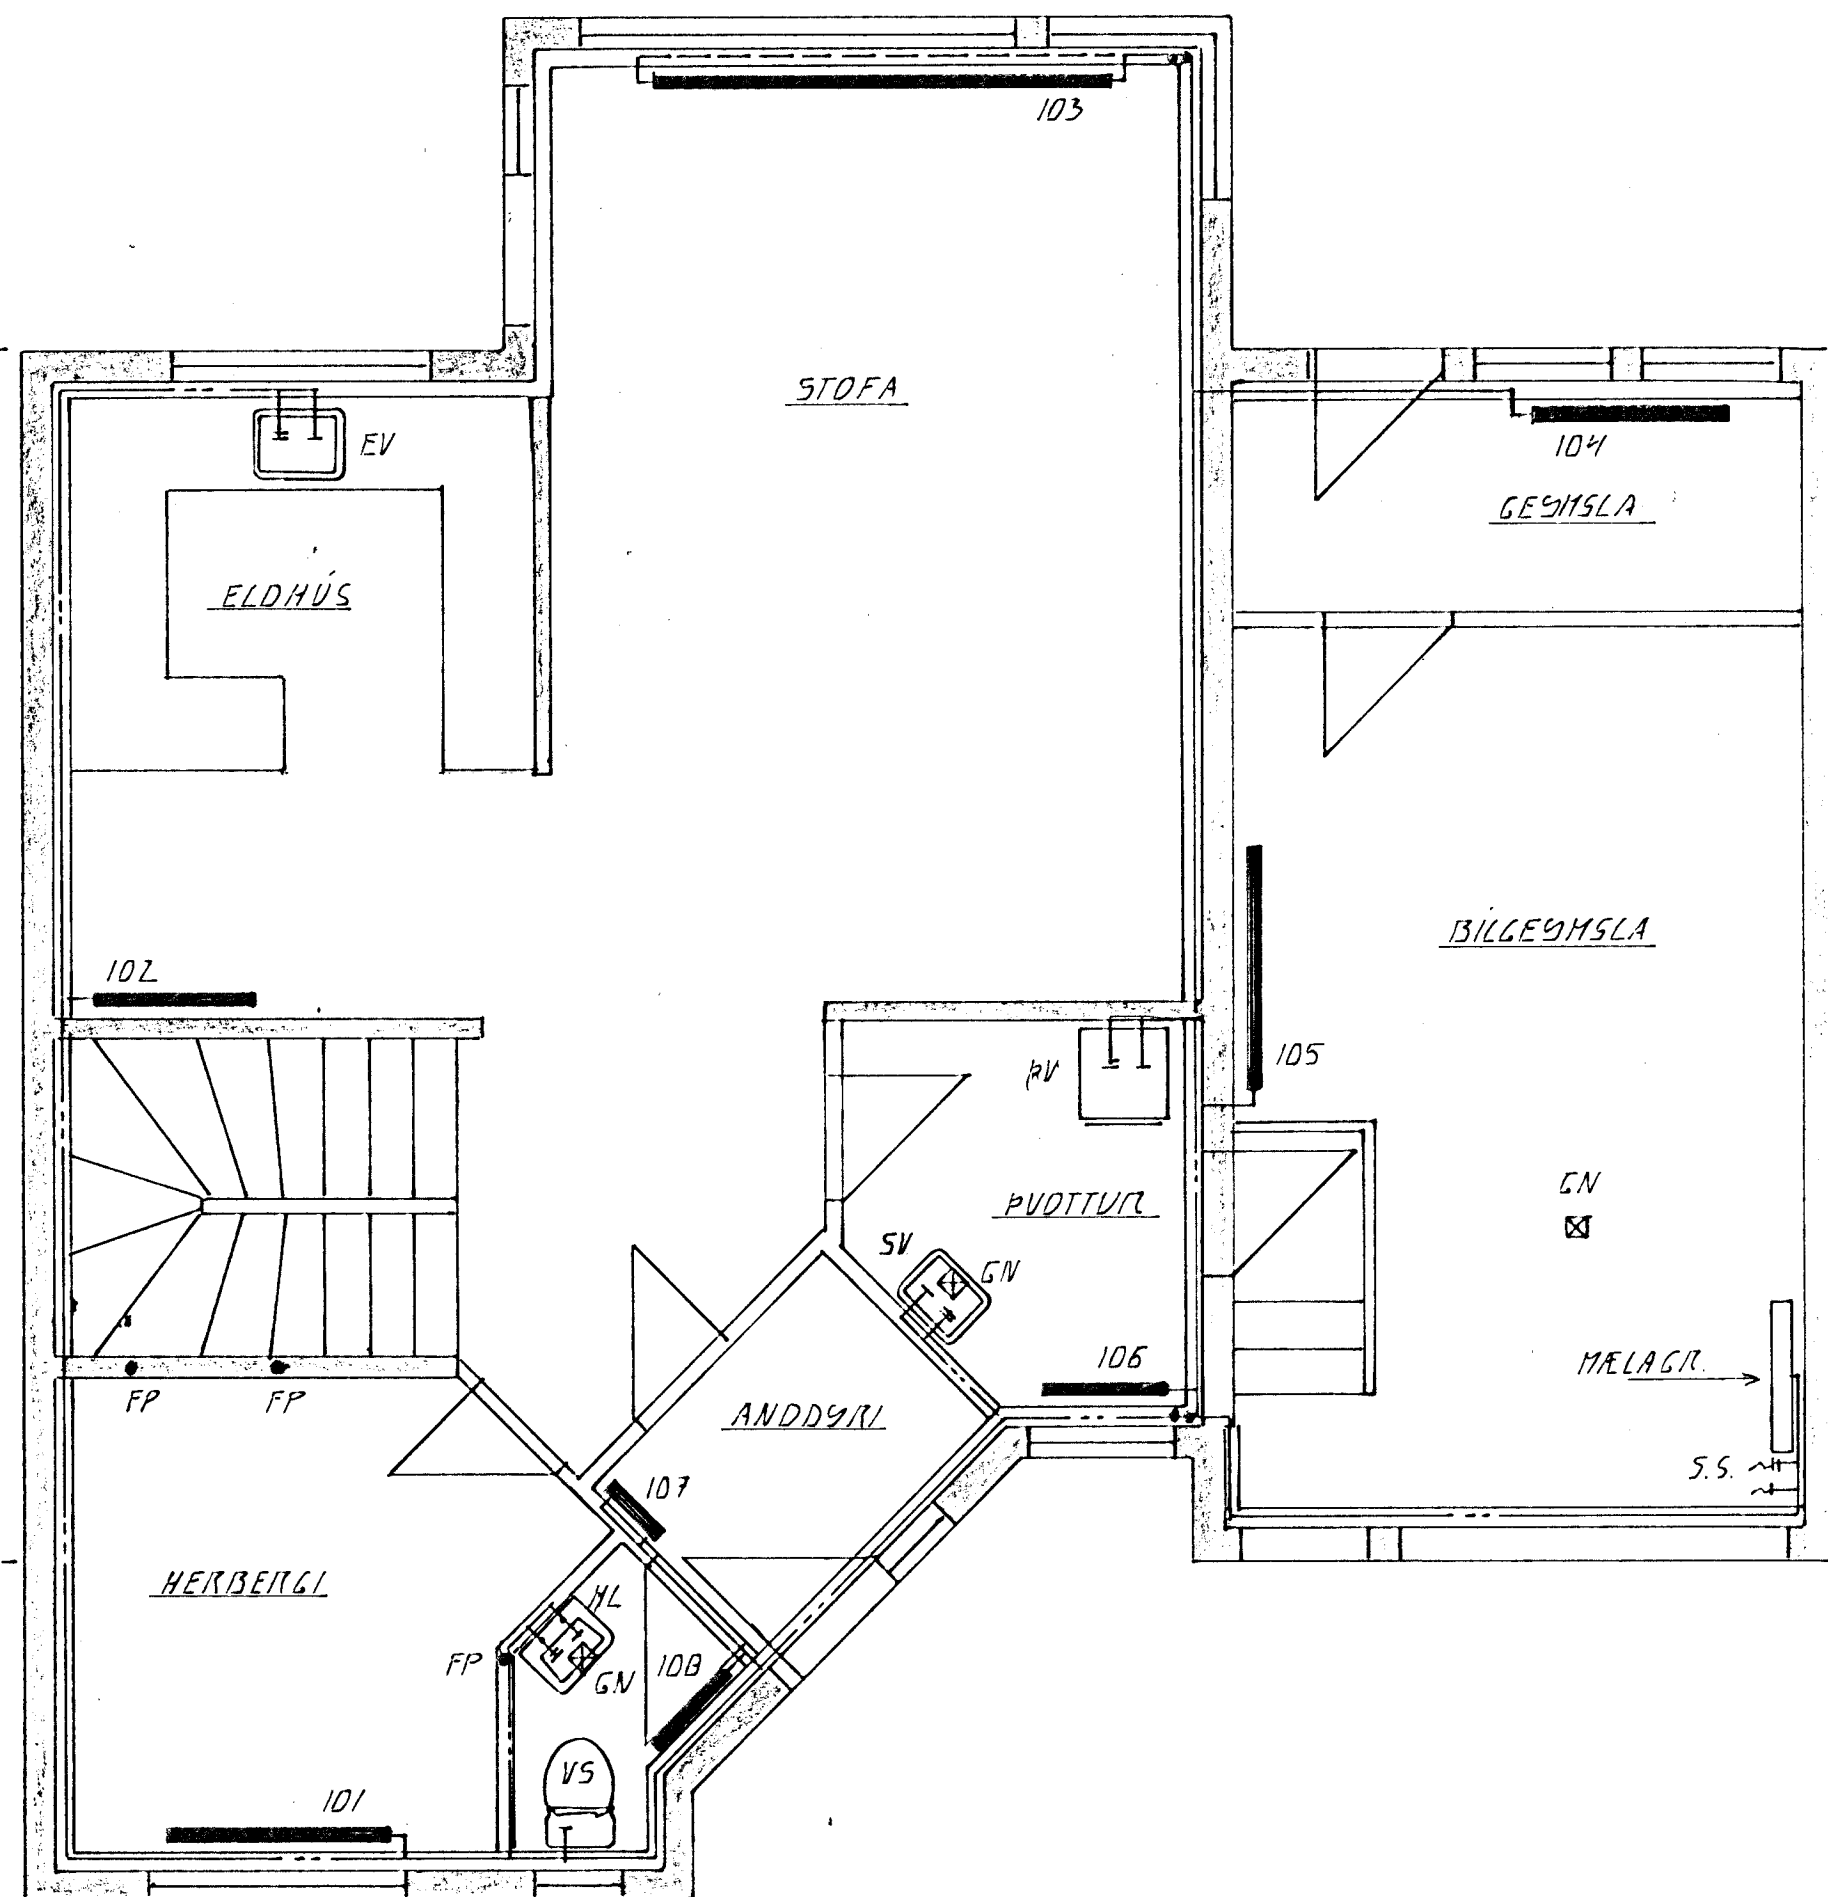 103
STOFA
EV
104
GEYMSLA
ELDHÚS
BÍLGEYMSLA
102
105
ÞV
GN
ÞVOTTUR
SV
GN
106
MÆLAGR.
FP
FP
ANDDYRI
S.S.
107
HERBERGI
HL
FP
GN
108
VS
101